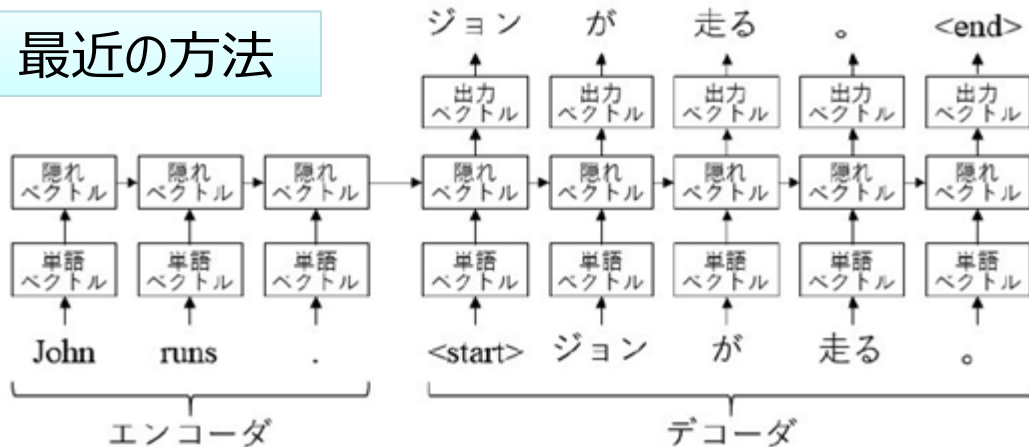 最近の方法
ジョン が 走る 。 <end>
出力ベクトル 出力ベクトル 出力ベクトル 出力ベクトル 出力ベクトル
隠れベクトル 隠れベクトル 隠れベクトル 隠れベクトル 隠れベクトル 隠れベクトル 隠れベクトル 隠れベクトル
単語ベクトル 単語ベクトル 単語ベクトル 単語ベクトル 単語ベクトル 単語ベクトル 単語ベクトル 単語ベクトル
John runs . <start> ジョン が 走る 。
エンコーダ デコーダ